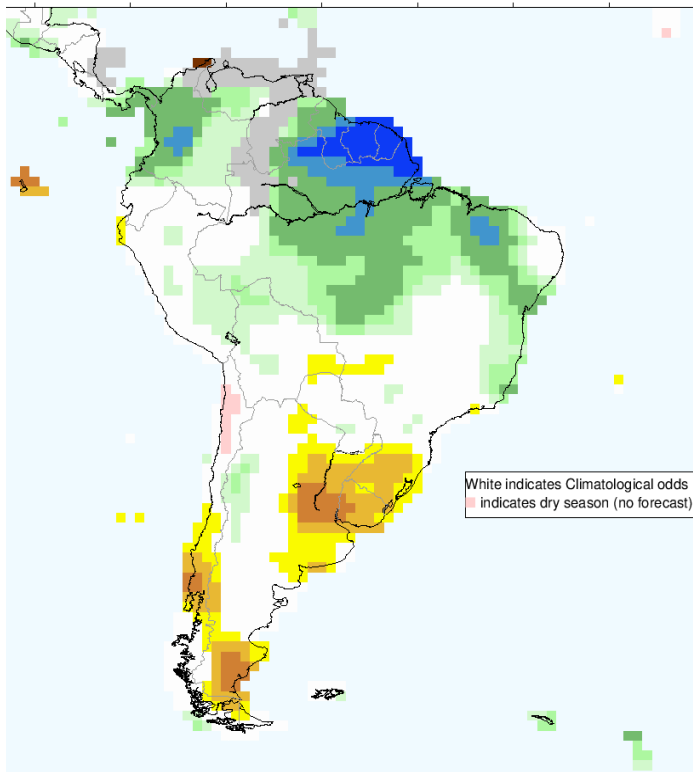 White indicates Climatological odds
indicates dry season (no forecast)